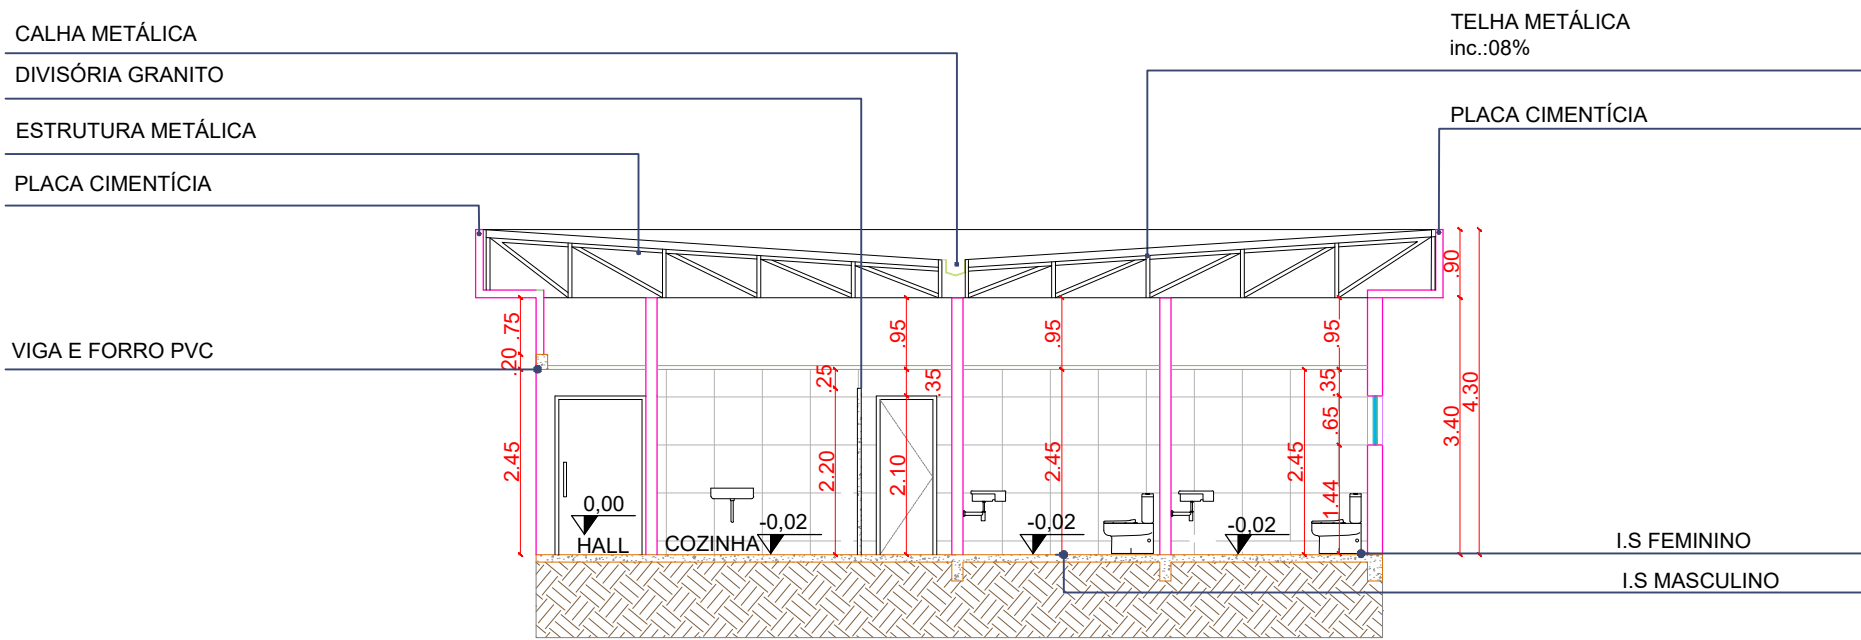 CALHA METÁLICA
DIVISÓRIA GRANITO
ESTRUTURA METÁLICA
PLACA CIMENTÍCIA
VIGA E FORRO PVC
TELHA METÁLICA
inc.:08%
PLACA CIMENTÍCIA
.90
4.30
3.40
.75
.20
2.45
.95
.95
.95
.25
.35
.35
.65
2.20
2.10
2.45
2.45
1.44
0,00
HALL
COZINHA
-0,02
-0,02
-0,02
I.S FEMININO
I.S MASCULINO